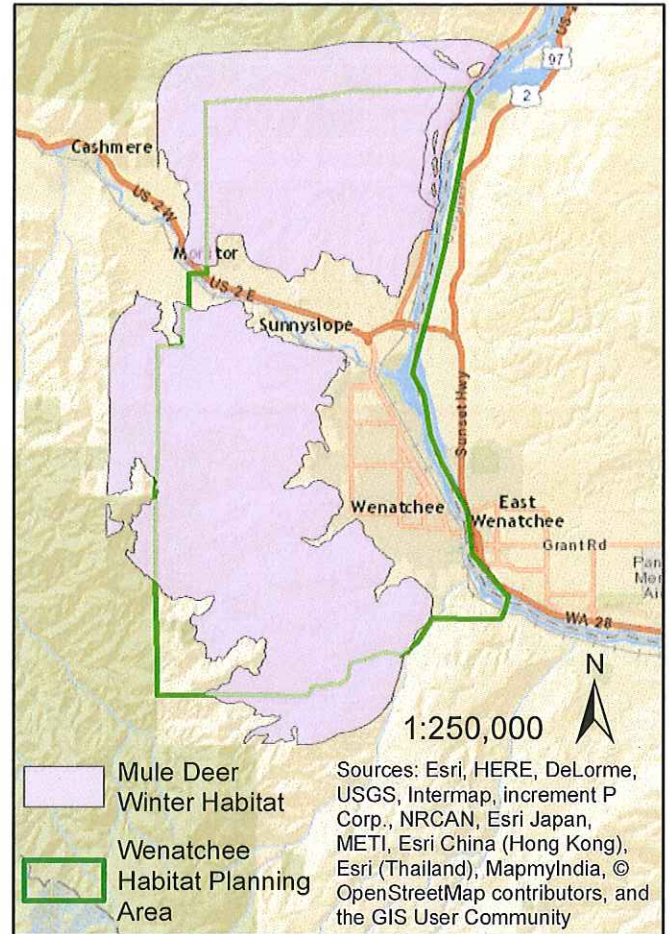 97
2
Cashmere
US-2 W
Monitor
US-2 E
Sunnyslope
Sunset Hwy
Wenatchee
East
Wenatchee
Grant Rd
WA 28
N
1:250,000
Mule Deer
Winter Habitat
Wenatchee
Habitat Planning
Area
Sources: Esri, HERE, DeLorme,
USGS, Intermap, increment P
Corp., NRCAN, Esri Japan,
METI, Esri China (Hong Kong),
Esri (Thailand), MapmyIndia, ©
OpenStreetMap contributors, and
the GIS User Community